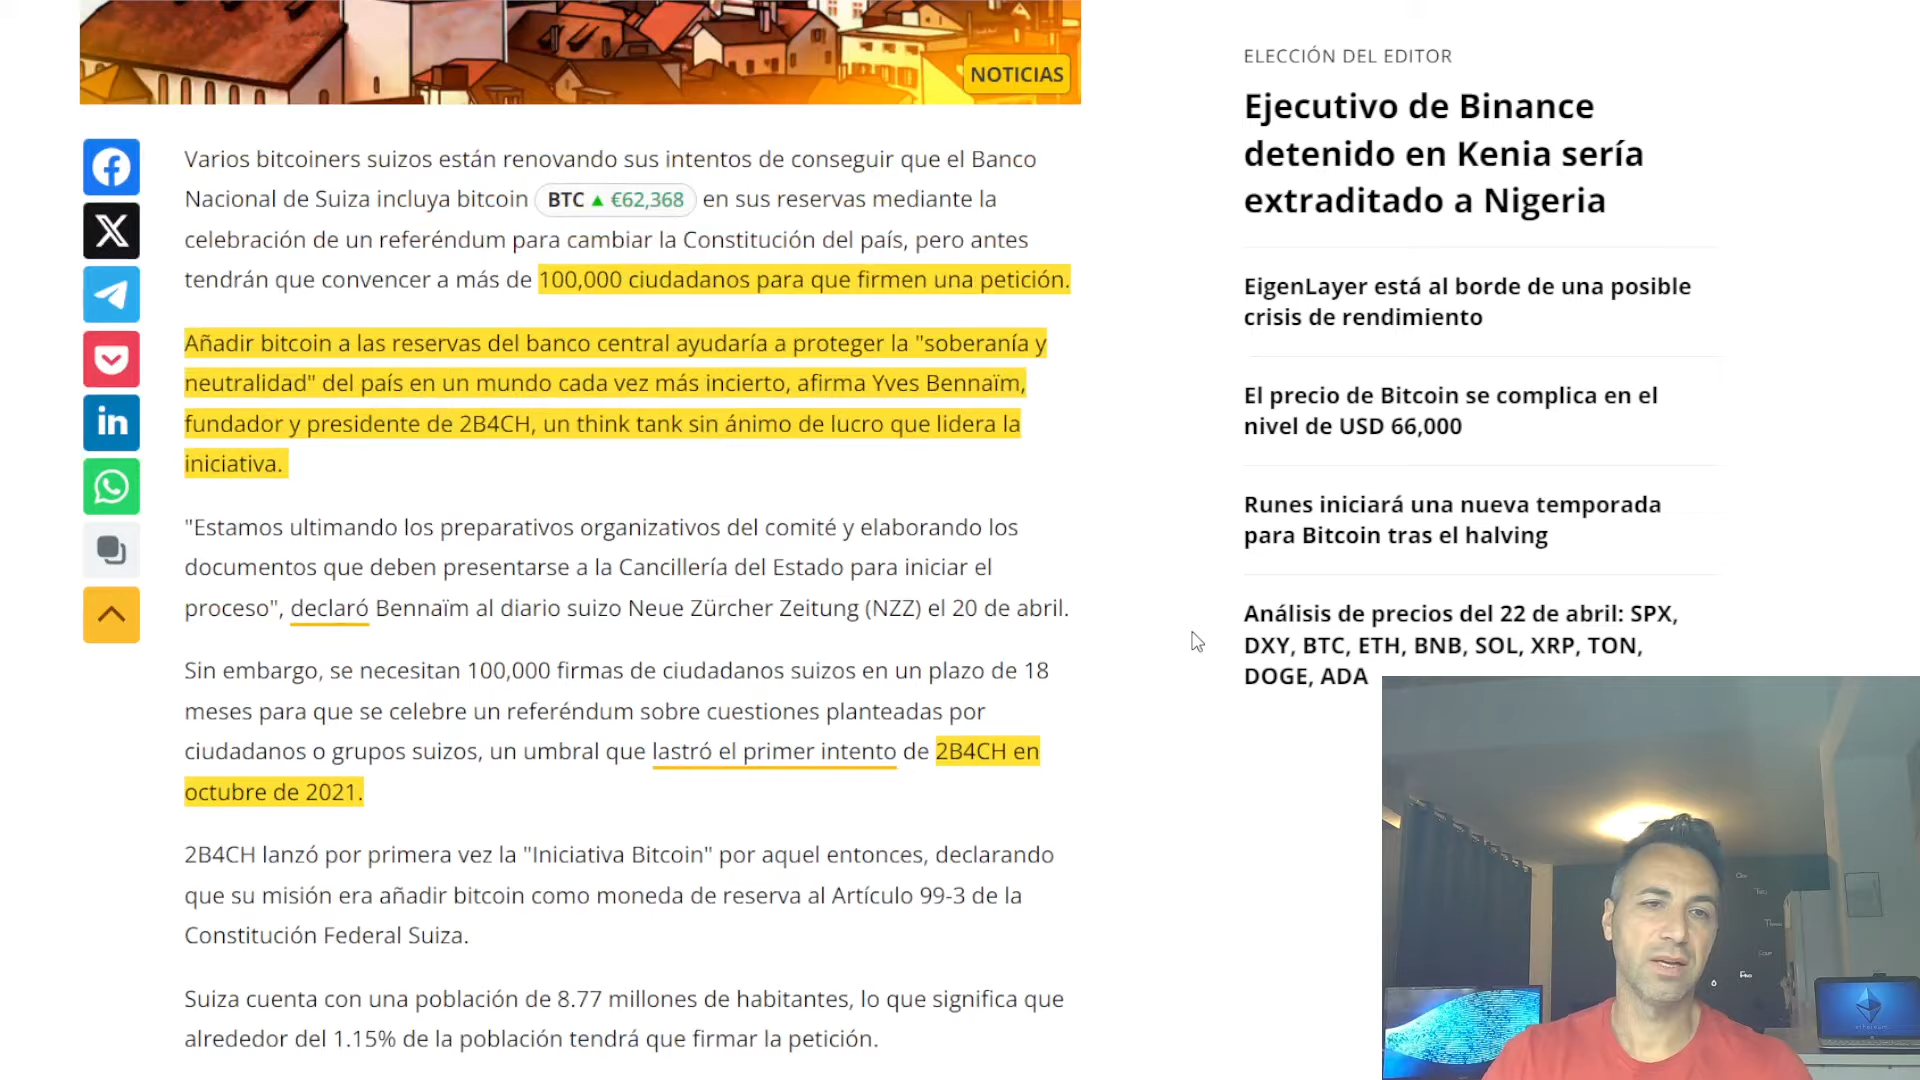 NOTICIAS
Varios bitcoiners suizos están renovando sus intentos de conseguir que el Banco
Nacional de Suiza incluya bitcoin BTC ▲ €62,368 en sus reservas mediante la
celebración de un referéndum para cambiar la Constitución del país, pero antes
tendrán que convencer a más de 100,000 ciudadanos para que firmen una petición.
Añadir bitcoin a las reservas del banco central ayudaría a proteger la "soberanía y
neutralidad" del país en un mundo cada vez más incierto, afirma Yves Bennaïm,
fundador y presidente de 2B4CH, un think tank sin ánimo de lucro que lidera la
iniciativa.
"Estamos ultimando los preparativos organizativos del comité y elaborando los
documentos que deben presentarse a la Cancillería del Estado para iniciar el
proceso", declaró Bennaïm al diario suizo Neue Zürcher Zeitung (NZZ) el 20 de abril.
Sin embargo, se necesitan 100,000 firmas de ciudadanos suizos en un plazo de 18
meses para que se celebre un referéndum sobre cuestiones planteadas por
ciudadanos o grupos suizos, un umbral que lastró el primer intento de 2B4CH en
octubre de 2021.
2B4CH lanzó por primera vez la "Iniciativa Bitcoin" por aquel entonces, declarando
que su misión era añadir bitcoin como moneda de reserva al Artículo 99-3 de la
Constitución Federal Suiza.
Suiza cuenta con una población de 8.77 millones de habitantes, lo que significa que
alrededor del 1.15% de la población tendrá que firmar la petición.
ELECCIÓN DEL EDITOR
Ejecutivo de Binance
detenido en Kenia sería
extraditado a Nigeria
EigenLayer está al borde de una posible
crisis de rendimiento
El precio de Bitcoin se complica en el
nivel de USD 66,000
Runes iniciará una nueva temporada
para Bitcoin tras el halving
Análisis de precios del 22 de abril: SPX,
DXY, BTC, ETH, BNB, SOL, XRP, TON,
DOGE, ADA